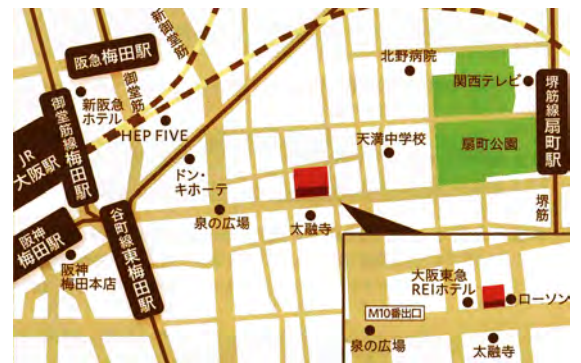 阪急梅田駅
新御堂筋
北野病院
関西テレビ
新阪急
ホテル
御堂筋
HEP FIVE
御堂筋線梅田駅
JR
大阪駅
天満中学校
扇町公園
堺筋線扇町駅
ドン・
キホーテ
泉の広場
太融寺
堺筋
阪神
梅田駅
谷町線東梅田駅
阪神
梅田本店
大阪東急
REIホテル
ローソン
M10番出口
泉の広場
太融寺